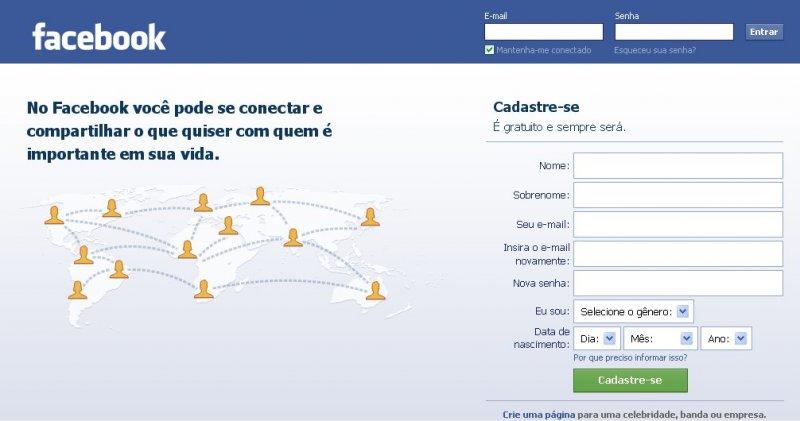 facebook
E-mail
Senha
Entrar
Mantenha-me conectado
Esqueceu sua senha?
No Facebook você pode se conectar e
compartilhar o que quiser com quem é
importante em sua vida.
Cadastre-se
É gratuito e sempre será.
Nome:
Sobrenome:
Seu e-mail:
Insira o e-mail
novamente:
Nova senha:
Eu sou: Selecione o gênero:
Data de
nascimento:
Dia: Mês: Ano:
Por que preciso informar isso?
Cadastre-se
Crie uma página para uma celebridade, banda ou empresa.